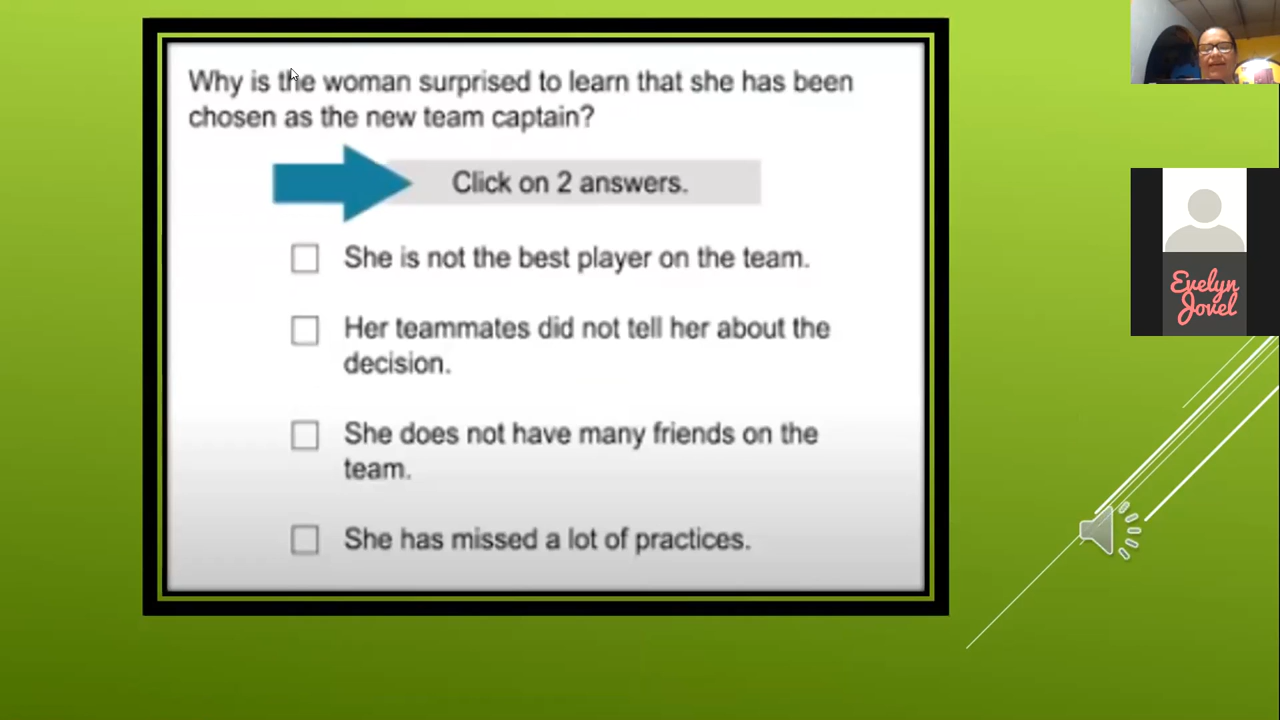 Why is the woman surprised to learn that she has been
chosen as the new team captain?
Click on 2 answers.
She is not the best player on the team.
Her teammates did not tell her about the
decision.
She does not have many friends on the
team.
She has missed a lot of practices.
Evelyn
Jovel